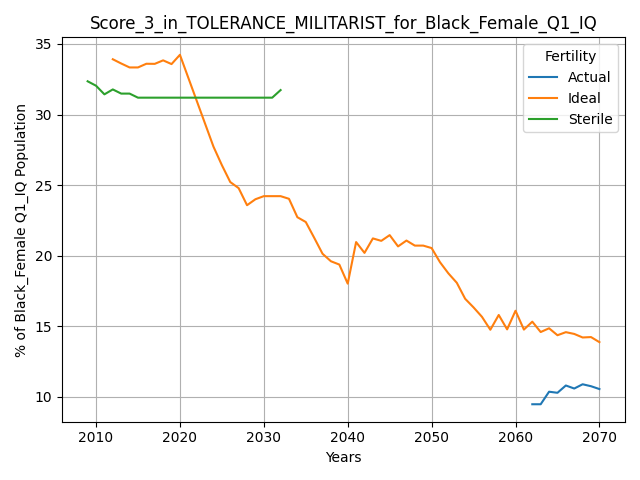 Score_3_in_TOLERANCE_MILITARIST_for_Black_Female_Q1_IQ
% of Black_Female Q1_IQ Population
35
30
25
20
15
10
Fertility
Actual
Ideal
Sterile
2010
2020
2030
2040
2050
2060
2070
Years